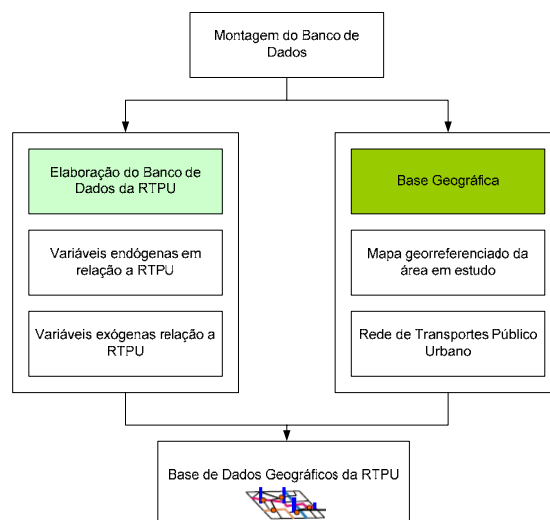 Montagem do Banco de
Dados
Elaboração do Banco de
Dados da RTPU
Variáveis endógenas em
relação a RTPU
Variáveis exógenas relação a
RTPU
Base Geográfica
Mapa georreferenciado da
área em estudo
Rede de Transportes Público
Urbano
Base de Dados Geográficos da RTPU